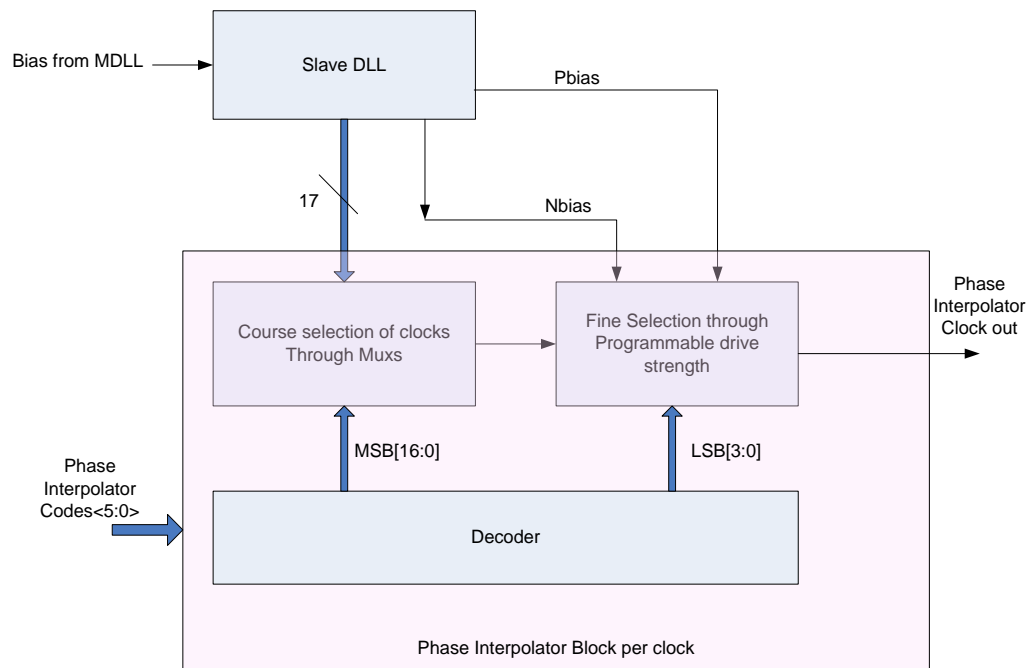 Bias from MDLL
Slave DLL
Pbias
17
Nbias
Course selection of clocks
Through Muxs
Fine Selection through
Programmable drive
strength
Phase
Interpolator
Clock out
MSB[16:0]
LSB[3:0]
Phase
Interpolator
Codes<5:0>
Decoder
Phase Interpolator Block per clock